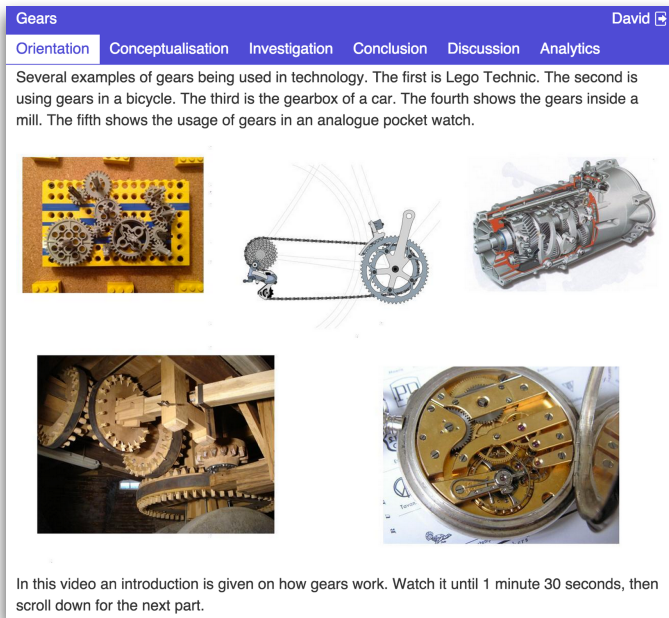 Gears
David
Orientation Conceptualisation Investigation Conclusion Discussion Analytics
Several examples of gears being used in technology. The first is Lego Technic. The second is
using gears in a bicycle. The third is the gearbox of a car. The fourth shows the gears inside a
mill. The fifth shows the usage of gears in an analogue pocket watch.
In this video an introduction is given on how gears work. Watch it until 1 minute 30 seconds, then
scroll down for the next part.